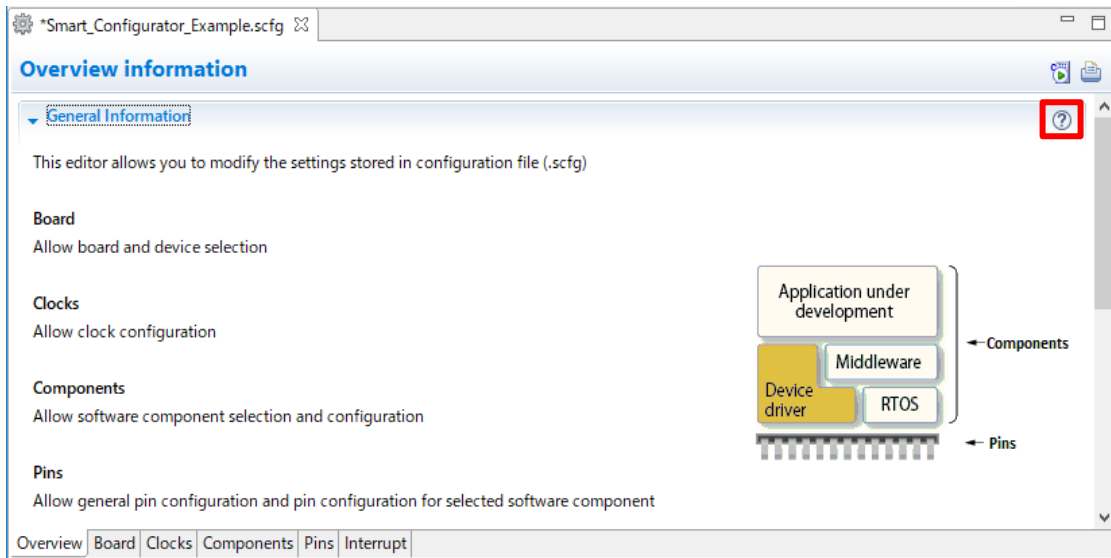 *Smart_Configurator_Example.scfg
Overview information
General Information
This editor allows you to modify the settings stored in configuration file (.scfg)
Board
Allow board and device selection
Clocks
Allow clock configuration
Components
Allow software component selection and configuration
Pins
Allow general pin configuration and pin configuration for selected software component
Application under
development
Middleware
Device
driver
RTOS
Components
Pins
Overview Board Clocks Components Pins Interrupt